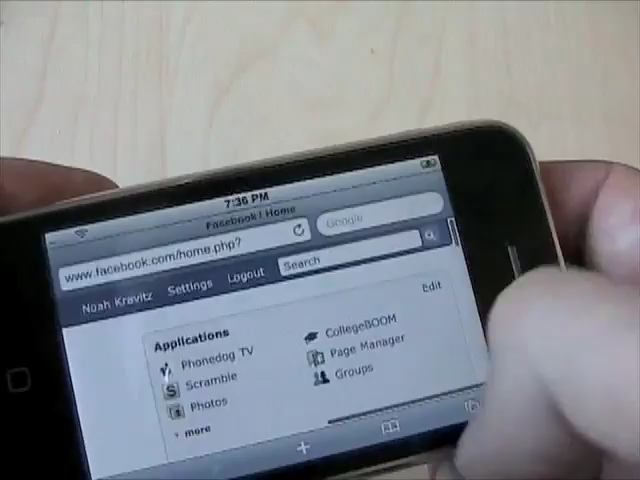 7:36 PM
Facebook | Home
www.facebook.com/home.php?
Google
Noah Kravitz Settings Logout Search
Applications Edit
Phonedog TV
Scramble
Photos
more
CollegeBOOM
Page Manager
Groups